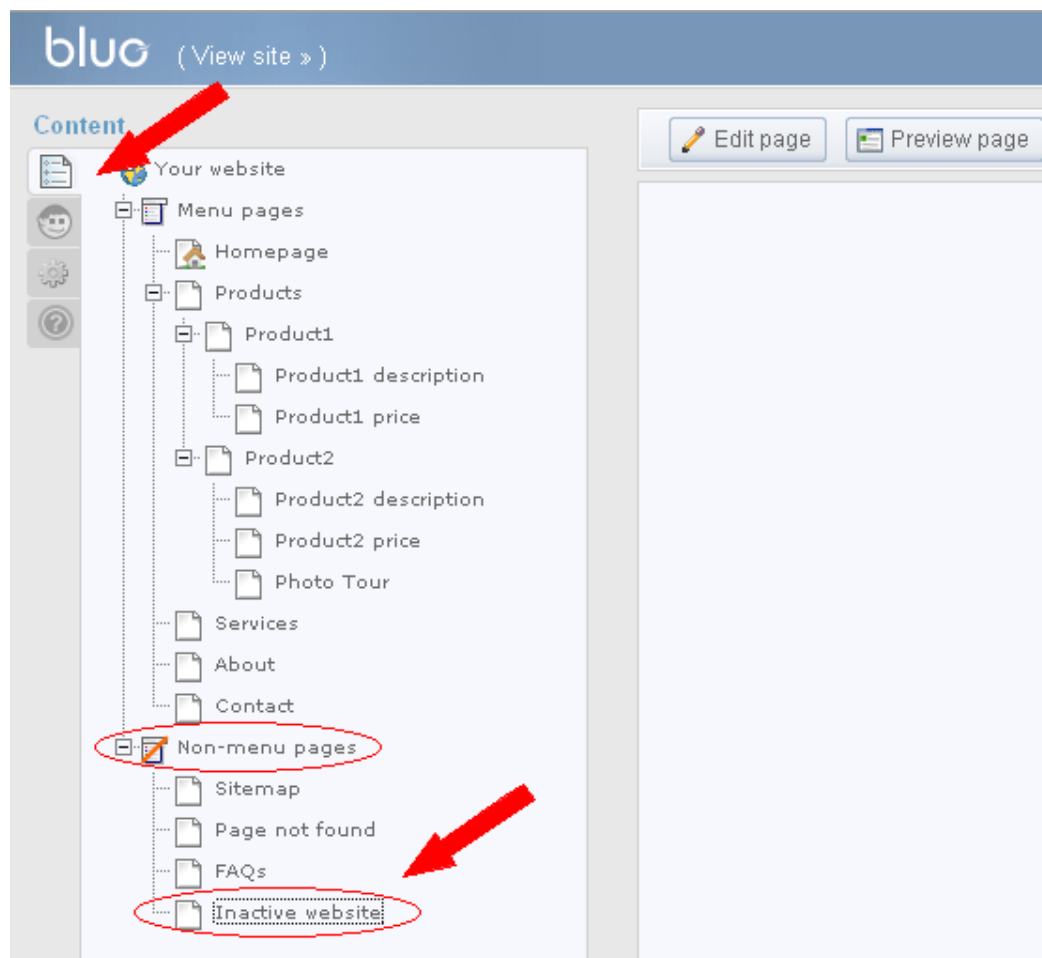 bluo ( View site » )
Content
Edit page
Preview page
Your website
Menu pages
Homepage
Products
Product1
Product1 description
Product1 price
Product2
Product2 description
Product2 price
Photo Tour
Services
About
Contact
Non-menu pages
Sitemap
Page not found
FAQs
Inactive website